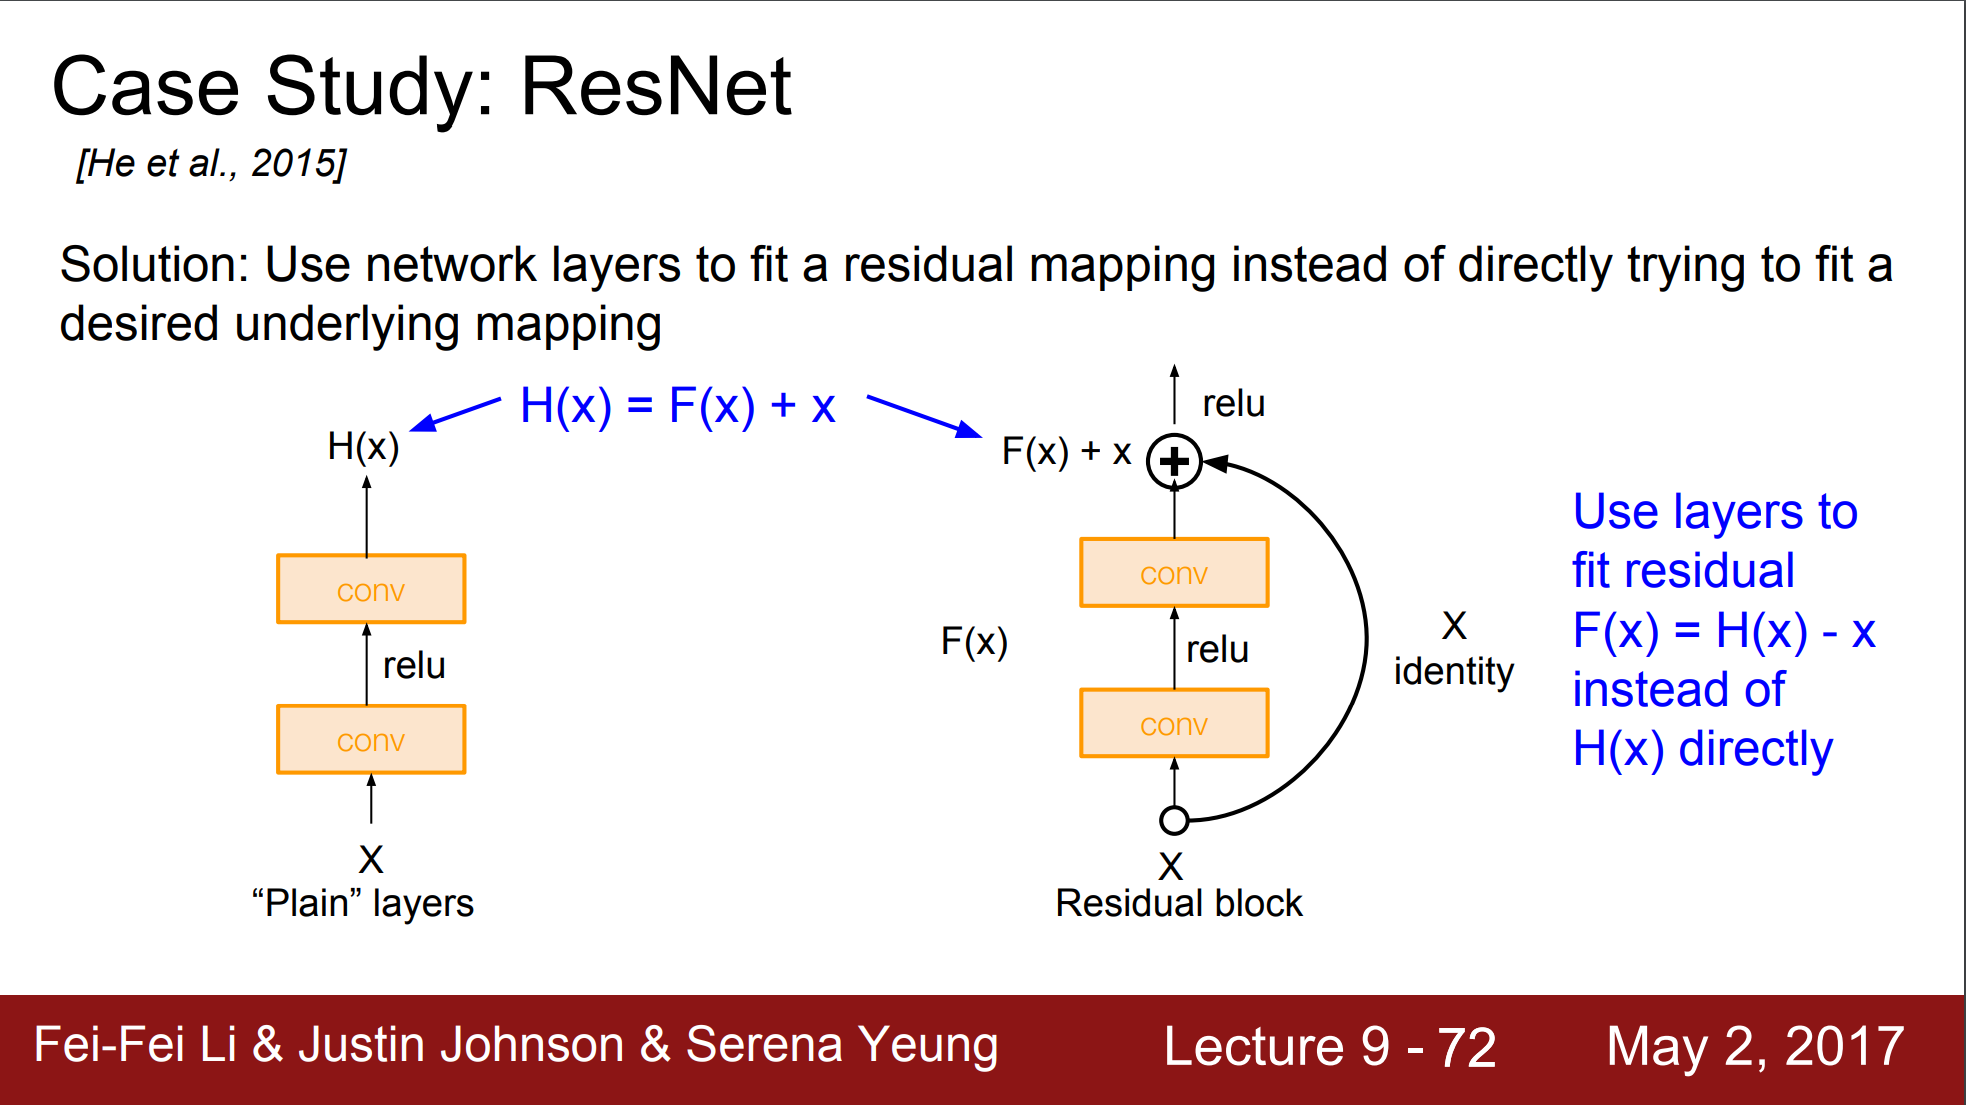 Case Study: ResNet
[He et al., 2015]
Solution: Use network layers to fit a residual mapping instead of directly trying to fit a
desired underlying mapping
H(x) = F(x) + x
H(x)
conv
relu
conv
X
“Plain” layers
relu
F(x) + x
conv
F(x)
relu
conv
X
identity
X
Residual block
Use layers to
fit residual
F(x) = H(x) - x
instead of
H(x) directly
Fei-Fei Li & Justin Johnson & Serena Yeung
Lecture 9 - 72
May 2, 2017